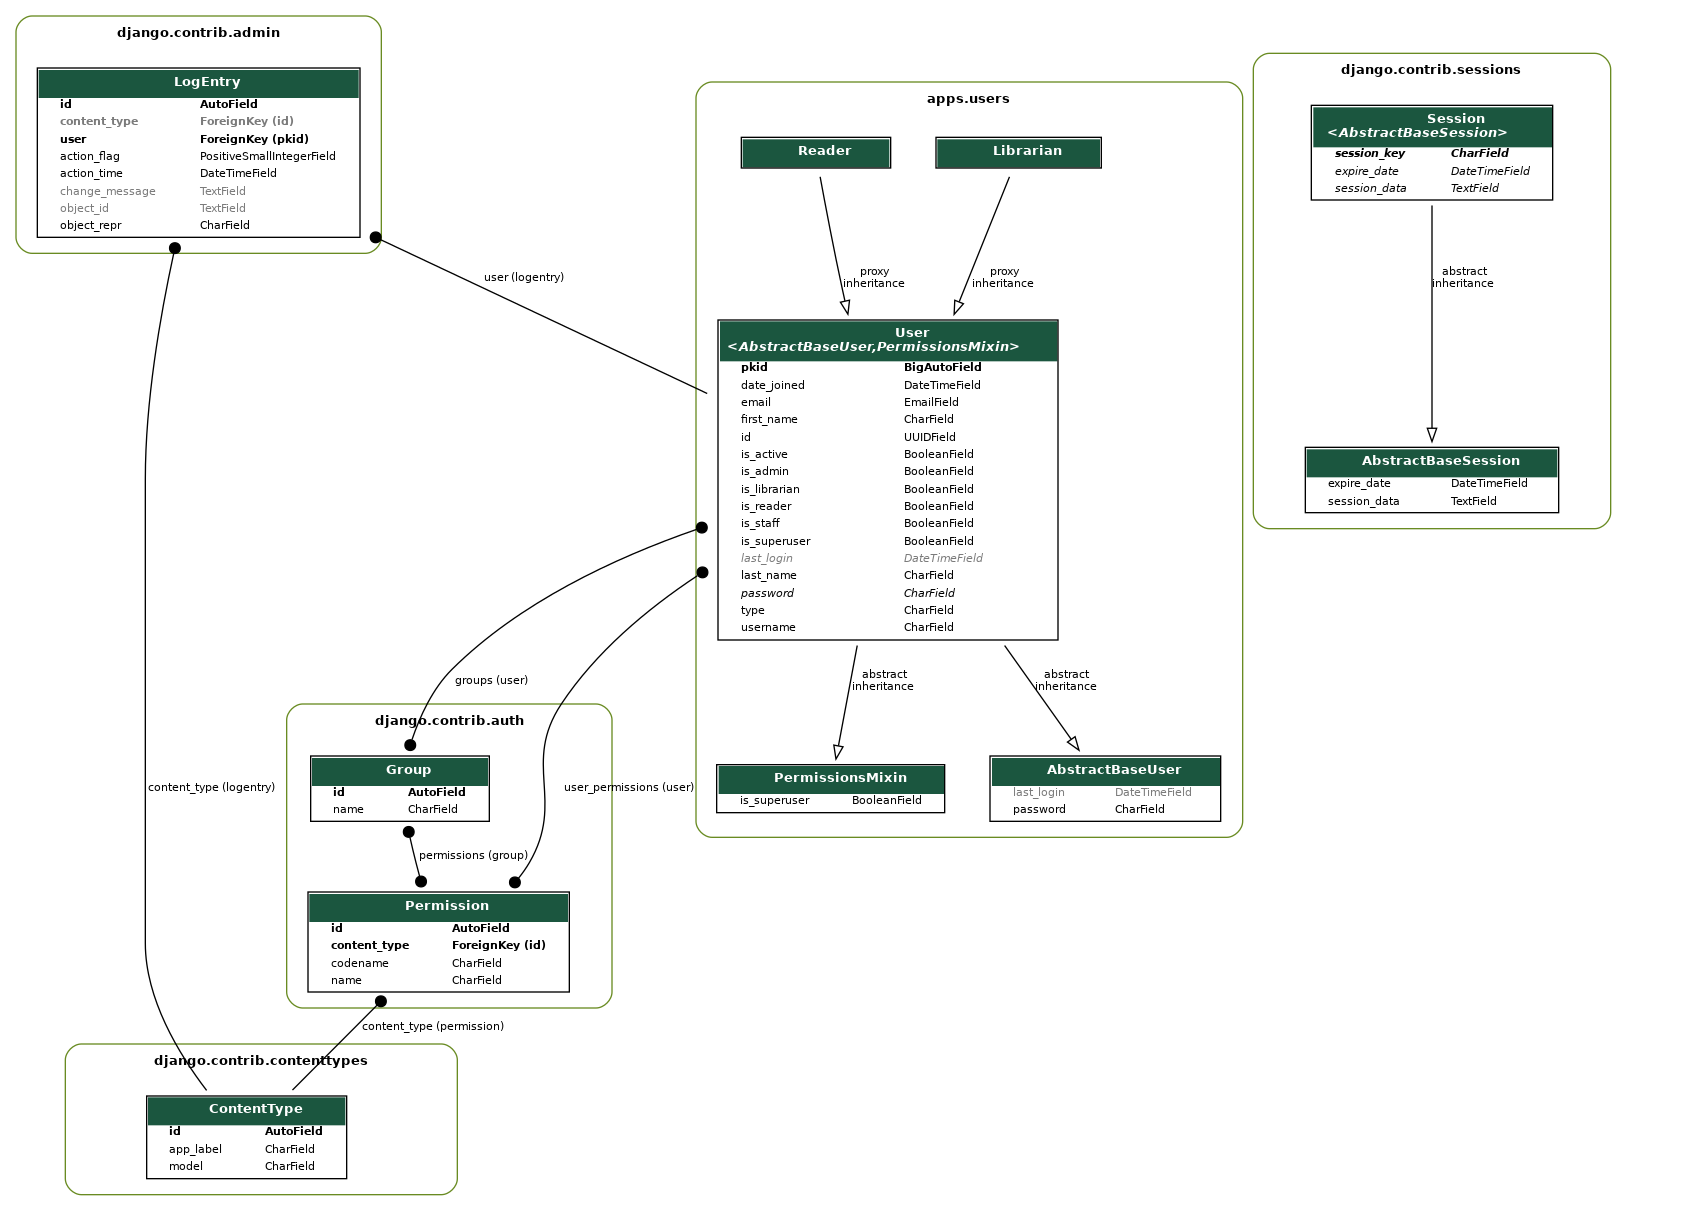 django.contrib.admin
LogEntry
id AutoField
content_type ForeignKey (id)
user ForeignKey (pkid)
action_flag PositiveSmallIntegerField
action_time DateTimeField
change_message TextField
object_id TextField
object_repr CharField
user (logentry)
content_type (logentry)
apps.users
Reader
Librarian
proxy
inheritance
proxy
inheritance
User
<AbstractBaseUser,PermissionsMixin>
pkid BigAutoField
date_joined DateTimeField
email EmailField
first_name CharField
id UUIDField
is_active BooleanField
is_admin BooleanField
is_librarian BooleanField
is_reader BooleanField
is_staff BooleanField
is_superuser BooleanField
last_login DateTimeField
last_name CharField
password CharField
type CharField
username CharField
abstract
inheritance
abstract
inheritance
PermissionsMixin
is_superuser BooleanField
AbstractBaseUser
last_login DateTimeField
password CharField
django.contrib.sessions
Session
<AbstractBaseSession>
session_key CharField
expire_date DateTimeField
session_data TextField
abstract
inheritance
AbstractBaseSession
expire_date DateTimeField
session_data TextField
groups (user)
user_permissions (user)
django.contrib.auth
Group
id AutoField
name CharField
permissions (group)
Permission
id AutoField
content_type ForeignKey (id)
codename CharField
name CharField
content_type (permission)
django.contrib.contenttypes
ContentType
id AutoField
app_label CharField
model CharField